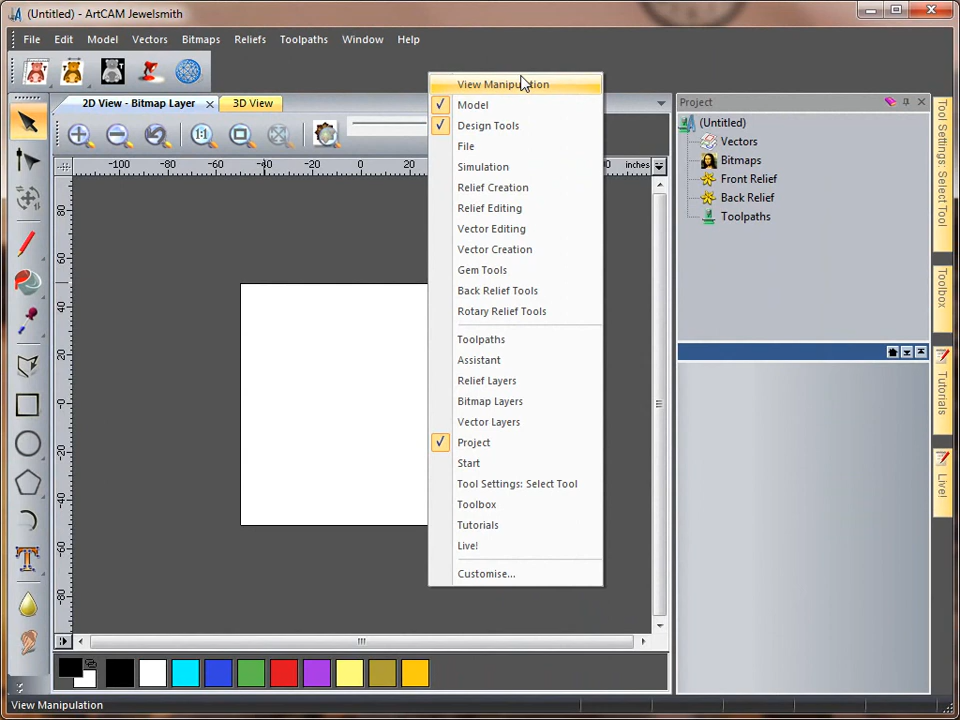 (Untitled) - ArtCAM Jewelsmith
File Edit Model Vectors Bitmaps Reliefs Toolpaths Window Help
2D View - Bitmap Layer
3D View
1:1
-100 -80 -60 -40 -20 0 20 inches
80
60
40
20
-0
-20
-40
-60
-80
View Manipulation
Model
Design Tools
File
Simulation
Relief Creation
Relief Editing
Vector Editing
Vector Creation
Gem Tools
Back Relief Tools
Rotary Relief Tools
Toolpaths
Assistant
Relief Layers
Bitmap Layers
Vector Layers
Project
Start
Tool Settings: Select Tool
Toolbox
Tutorials
Live!
Customise...
Project
(Untitled)
Vectors
Bitmaps
Front Relief
Back Relief
Toolpaths
Tool Settings: Select Tool
Toolbox
Tutorials
Live!
View Manipulation